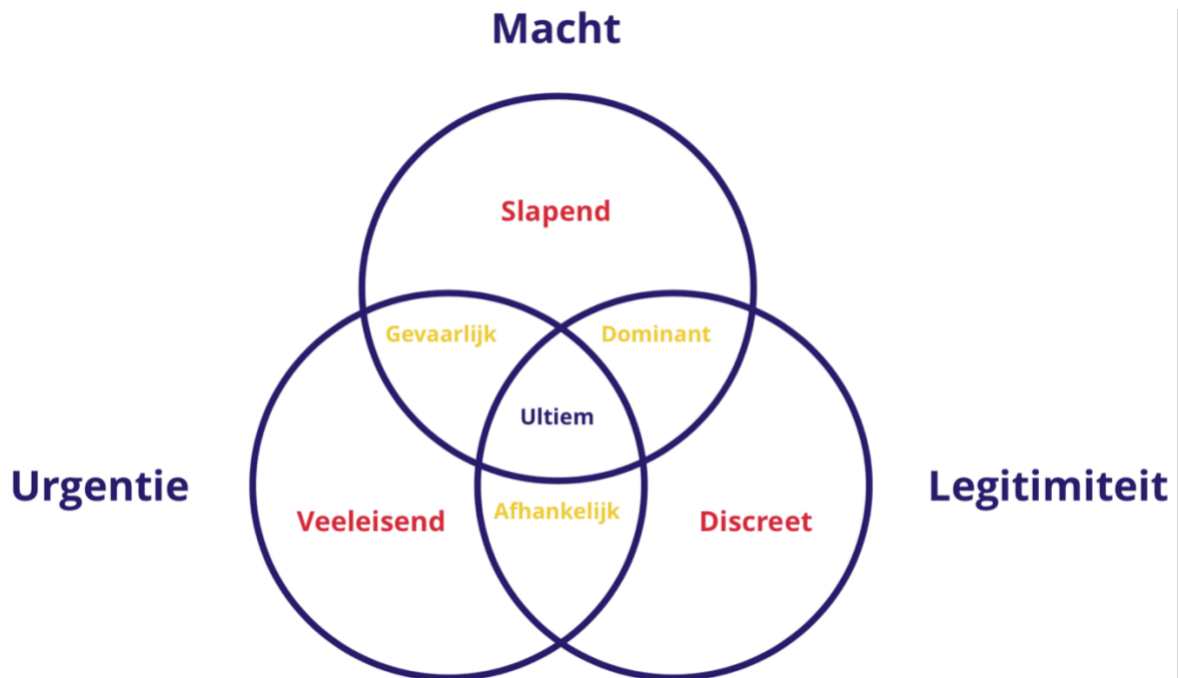 Macht
Slapend
Gevaarlijk
Dominant
Ultiem
Urgentie
Legitimiteit
Afhankelijk
Veeleisend
Discreet